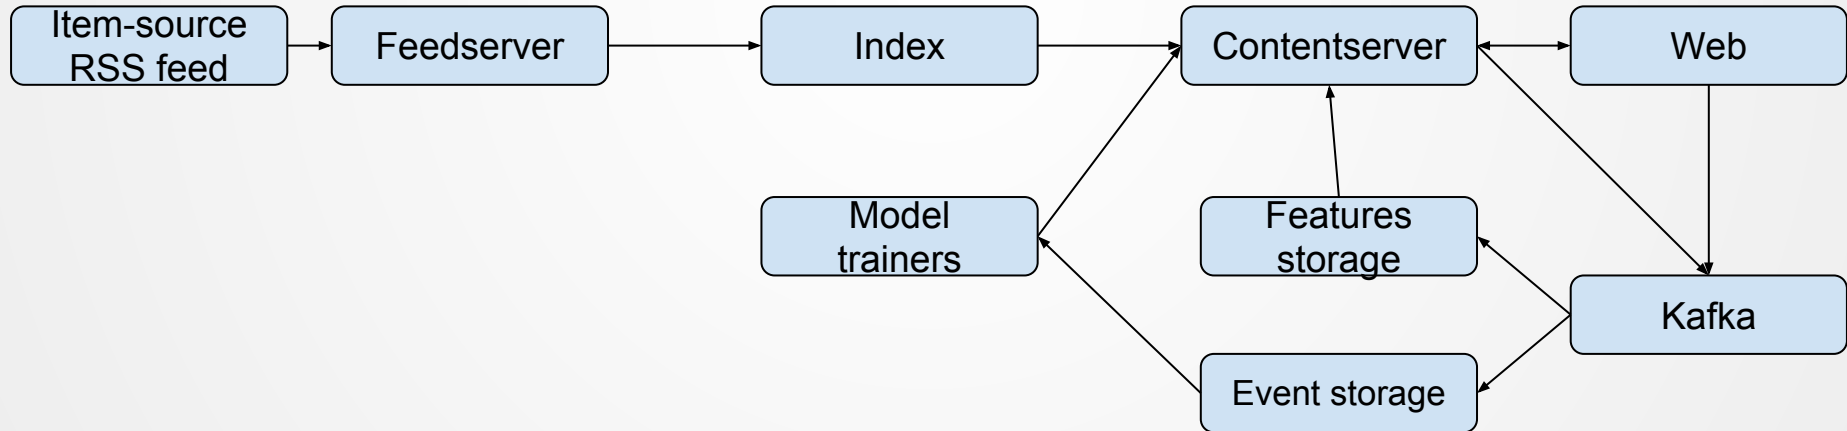 Item-source
RSS feed
Feedserver
Index
Contentserver
Web
Model
trainers
Features
storage
Kafka
Event storage